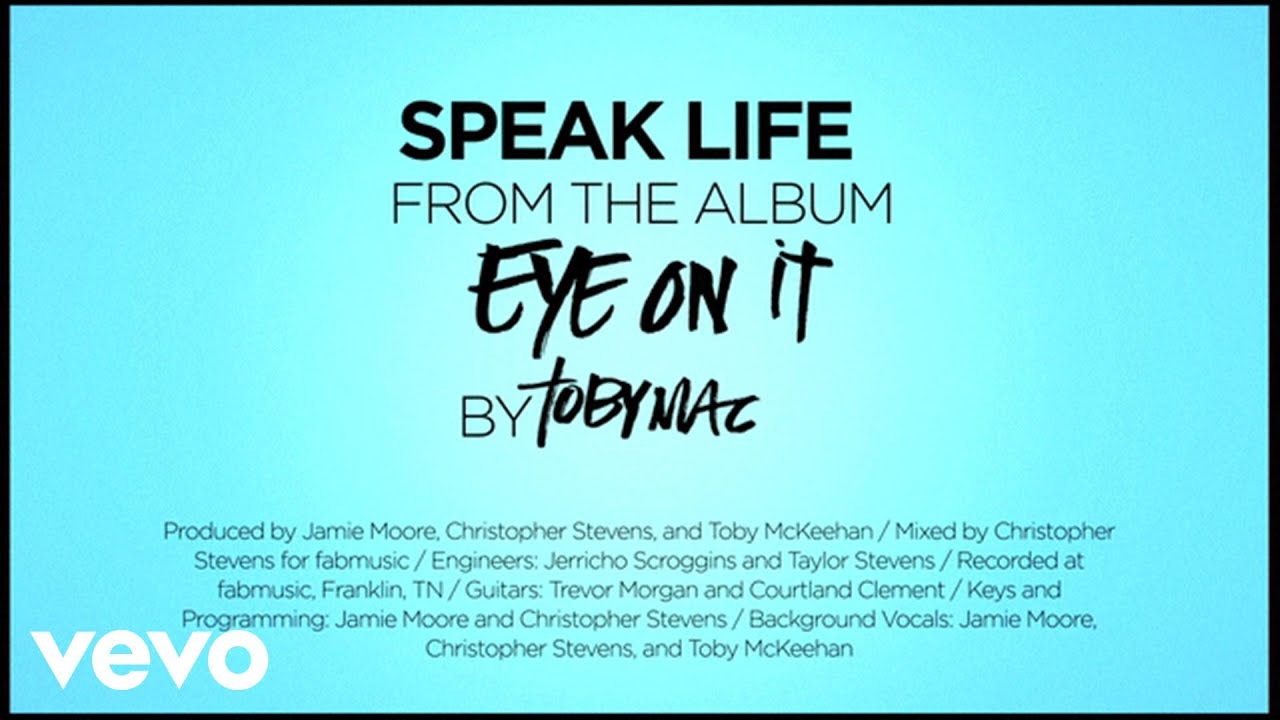 SPEAK LIFE
FROM THE ALBUM
EYE ON IT
BY TOBYMAC
Produced by Jamie Moore, Christopher Stevens, and Toby McKeehan / Mixed by Christopher
Stevens for fabmusic / Engineers: Jerricho Scroggins and Taylor Stevens / Recorded at
fabmusic, Franklin, TN / Guitars: Trevor Morgan and Courtland Clement / Keys and
Programming: Jamie Moore and Christopher Stevens / Background Vocals: Jamie Moore,
Christopher Stevens, and Toby McKeehan
vevo